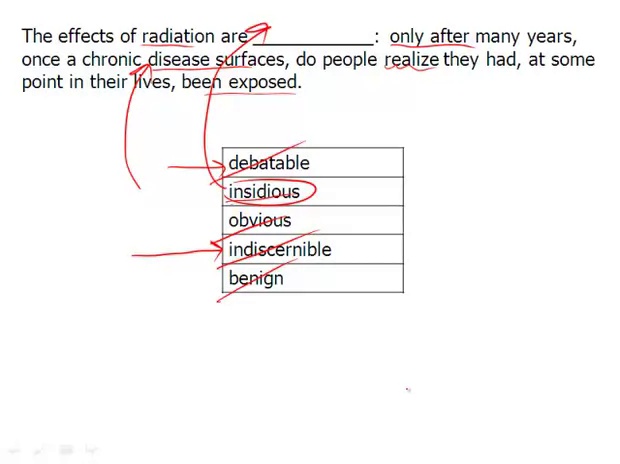 The effects of radiation are ____________: only after many years,
once a chronic disease surfaces, do people realize they had, at some
point in their lives, been exposed.
debatable
insidious
obvious
indiscernible
benign